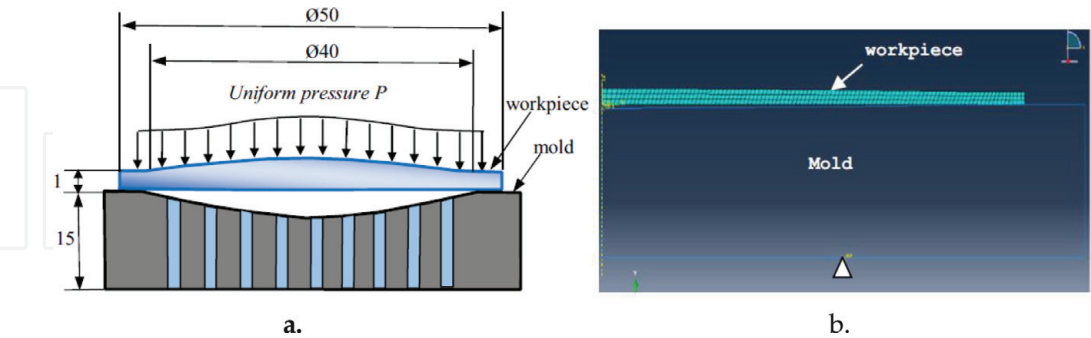 Ø50
Ø40
Uniform pressure P
workpiece
mold
1
15
a.
workpiece
Mold
b.